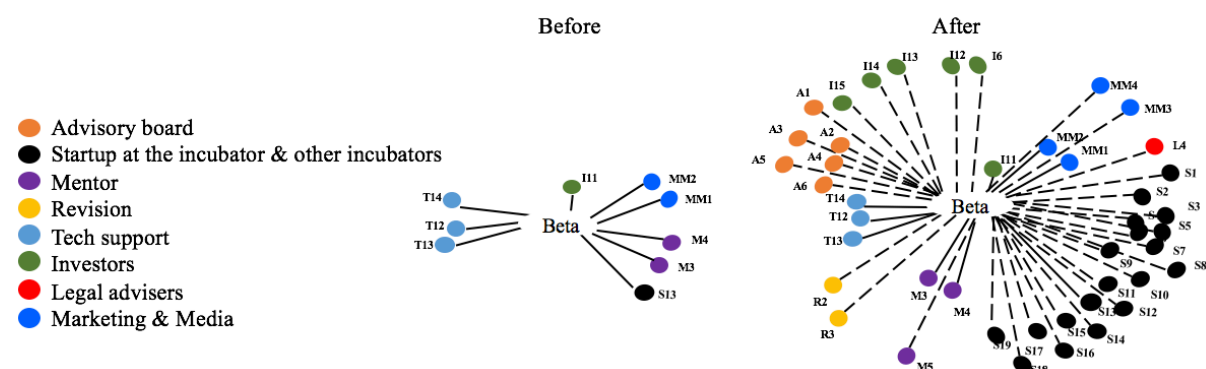 Before
After
Advisory board
Startup at the incubator & other incubators
Mentor
Revision
Tech support
Investors
Legal advisers
Marketing & Media
I11
MM2
MM1
T14
T12
T13
Beta
M4
M3
S13
I12
I6
I13
I14
I15
MM4
MM3
A1
A3
A2
A5
A4
A6
MM2
MM1
L4
I11
S1
S2
S3
T14
T12
T13
Beta
S5
S7
S8
S9
S10
S11
S12
S13
S14
S15
S16
S17
S18
S19
R2
R3
M3
M4
M5